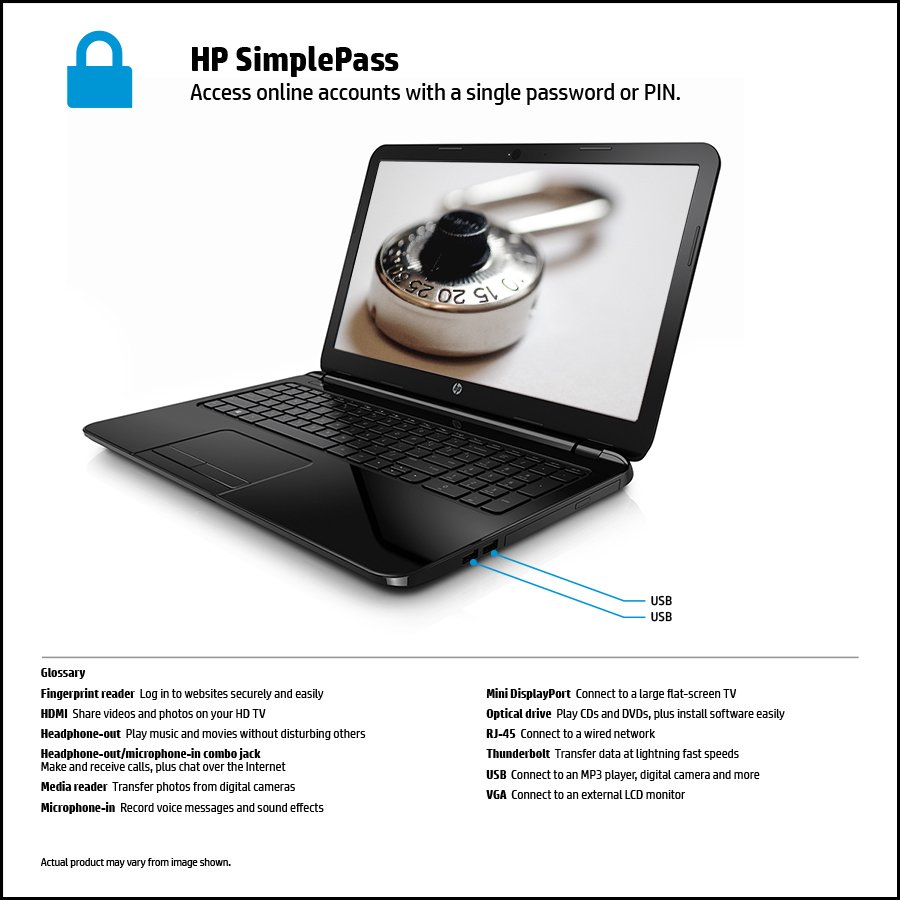 HP SimplePass
Access online accounts with a single password or PIN.
30 25 20 15
hp
USB
USB
Glossary
Fingerprint reader Log in to websites securely and easily
HDMI Share videos and photos on your HD TV
Headphone-out Play music and movies without disturbing others
Headphone-out/microphone-in combo jack
Make and receive calls, plus chat over the Internet
Media reader Transfer photos from digital cameras
Microphone-in Record voice messages and sound effects
Mini DisplayPort Connect to a large flat-screen TV
Optical drive Play CDs and DVDs, plus install software easily
RJ-45 Connect to a wired network
Thunderbolt Transfer data at lightning fast speeds
USB Connect to an MP3 player, digital camera and more
VGA Connect to an external LCD monitor
Actual product may vary from image shown.